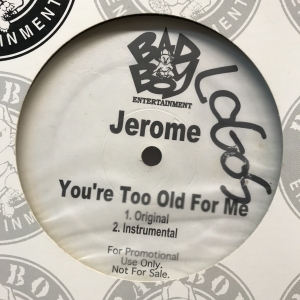 BAD
BOY
ENTERTAINMENT
Jerome
You're Too Old For Me
1. Original
2. Instrumental
For Promotional
Use Only.
Not For Sale.